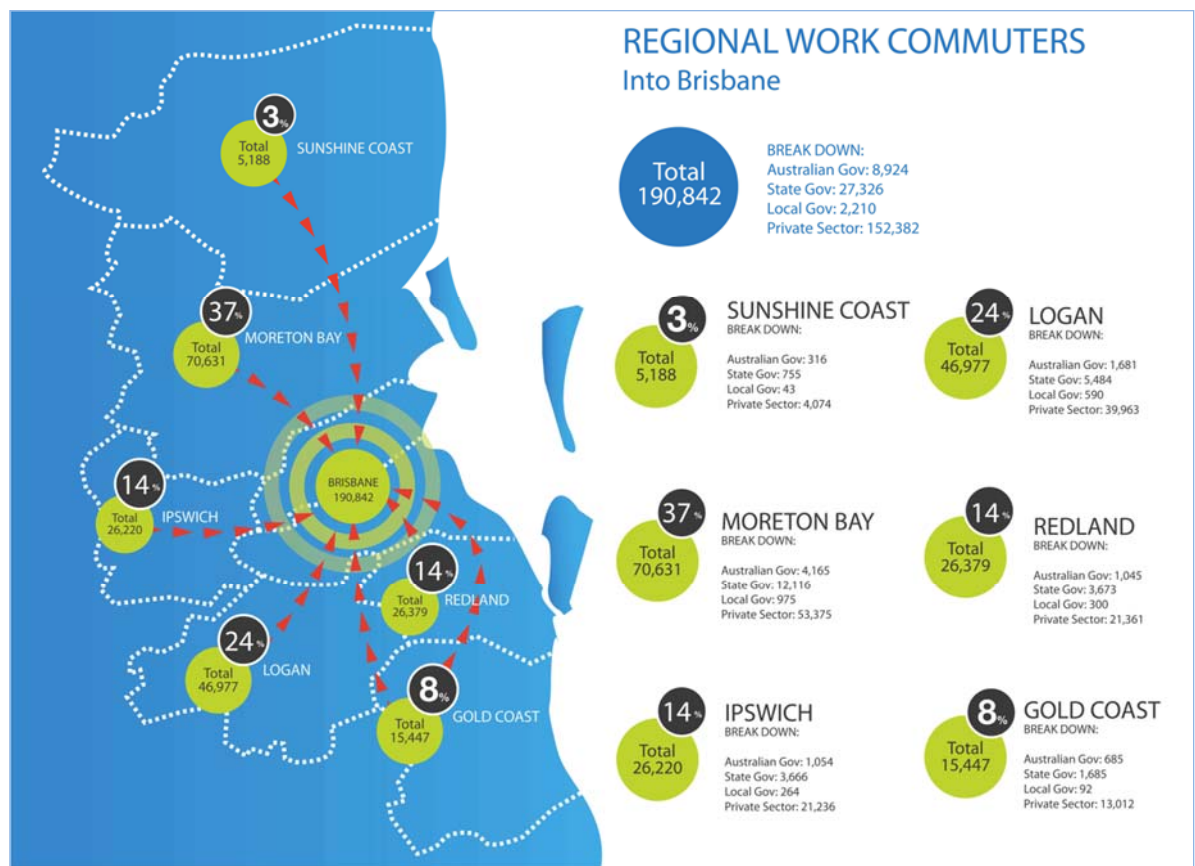 REGIONAL WORK COMMUTERS
Into Brisbane
Total
190,842
BREAK DOWN:
Australian Gov: 8,924
State Gov: 27,326
Local Gov: 2,210
Private Sector: 152,382
3%
Total
5,188
SUNSHINE COAST
37%
Total
70,631
MORETON BAY
14%
Total
26,220
IPSWICH
BRISBANE
190,842
14%
Total
26,379
REDLAND
24%
Total
46,977
LOGAN
8%
Total
15,447
GOLD COAST
3%
Total
5,188
SUNSHINE COAST
BREAK DOWN:
Australian Gov: 316
State Gov: 755
Local Gov: 43
Private Sector: 4,074
24%
Total
46,977
LOGAN
BREAK DOWN:
Australian Gov: 1,681
State Gov: 5,484
Local Gov: 590
Private Sector: 39,963
37%
Total
70,631
MORETON BAY
BREAK DOWN:
Australian Gov: 4,165
State Gov: 12,116
Local Gov: 975
Private Sector: 53,375
14%
Total
26,379
REDLAND
BREAK DOWN:
Australian Gov: 1,045
State Gov: 3,673
Local Gov: 300
Private Sector: 21,361
14%
Total
26,220
IPSWICH
BREAK DOWN:
Australian Gov: 1,054
State Gov: 3,666
Local Gov: 264
Private Sector: 21,236
8%
Total
15,447
GOLD COAST
BREAK DOWN:
Australian Gov: 685
State Gov: 1,685
Local Gov: 92
Private Sector: 13,012